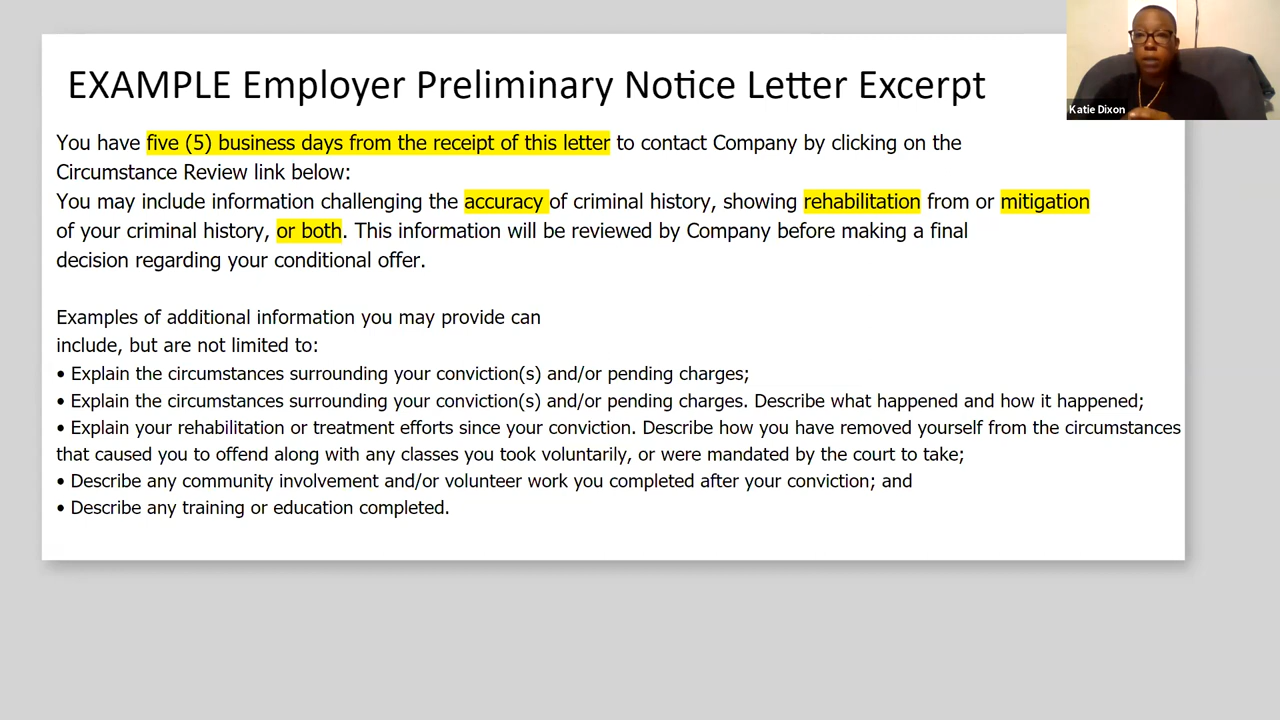 EXAMPLE Employer Preliminary Notice Letter Excerpt
Katie Dixon
You have five (5) business days from the receipt of this letter to contact Company by clicking on the
Circumstance Review link below:
You may include information challenging the accuracy of criminal history, showing rehabilitation from or mitigation
of your criminal history, or both. This information will be reviewed by Company before making a final
decision regarding your conditional offer.
Examples of additional information you may provide can
include, but are not limited to:
• Explain the circumstances surrounding your conviction(s) and/or pending charges;
• Explain the circumstances surrounding your conviction(s) and/or pending charges. Describe what happened and how it happened;
• Explain your rehabilitation or treatment efforts since your conviction. Describe how you have removed yourself from the circumstances
that caused you to offend along with any classes you took voluntarily, or were mandated by the court to take;
• Describe any community involvement and/or volunteer work you completed after your conviction; and
• Describe any training or education completed.